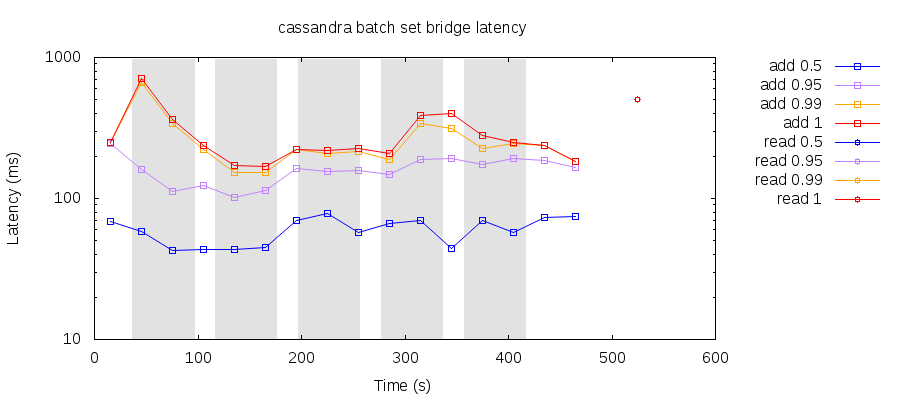 cassandra batch set bridge latency
1000
100
10
Latency (ms)
0 100 200 300 400 500 600
Time (s)
add 0.5
add 0.95
add 0.99
add 1
read 0.5
read 0.95
read 0.99
read 1